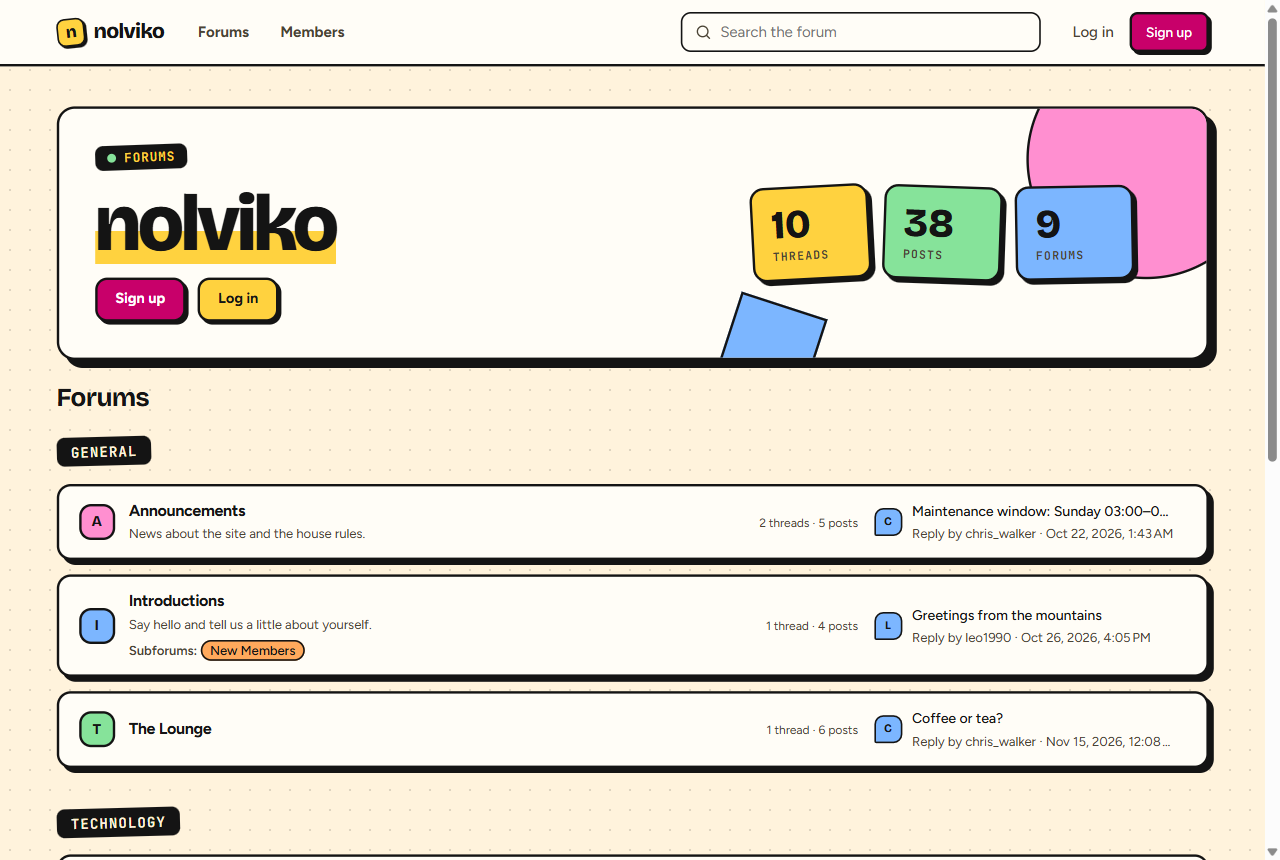 n nolviko Forums Members Search the forum Log in Sign up
FORUMS
nolviko
Sign up Log in
10 THREADS
38 POSTS
9 FORUMS
Forums
GENERAL
A Announcements
News about the site and the house rules.
2 threads · 5 posts
C Maintenance window: Sunday 03:00–0...
Reply by chris_walker · Oct 22, 2026, 1:43 AM
I Introductions
Say hello and tell us a little about yourself.
Subforums: New Members
1 thread · 4 posts
L Greetings from the mountains
Reply by leo1990 · Oct 26, 2026, 4:05 PM
T The Lounge
1 thread · 6 posts
C Coffee or tea?
Reply by chris_walker · Nov 15, 2026, 12:08...
TECHNOLOGY